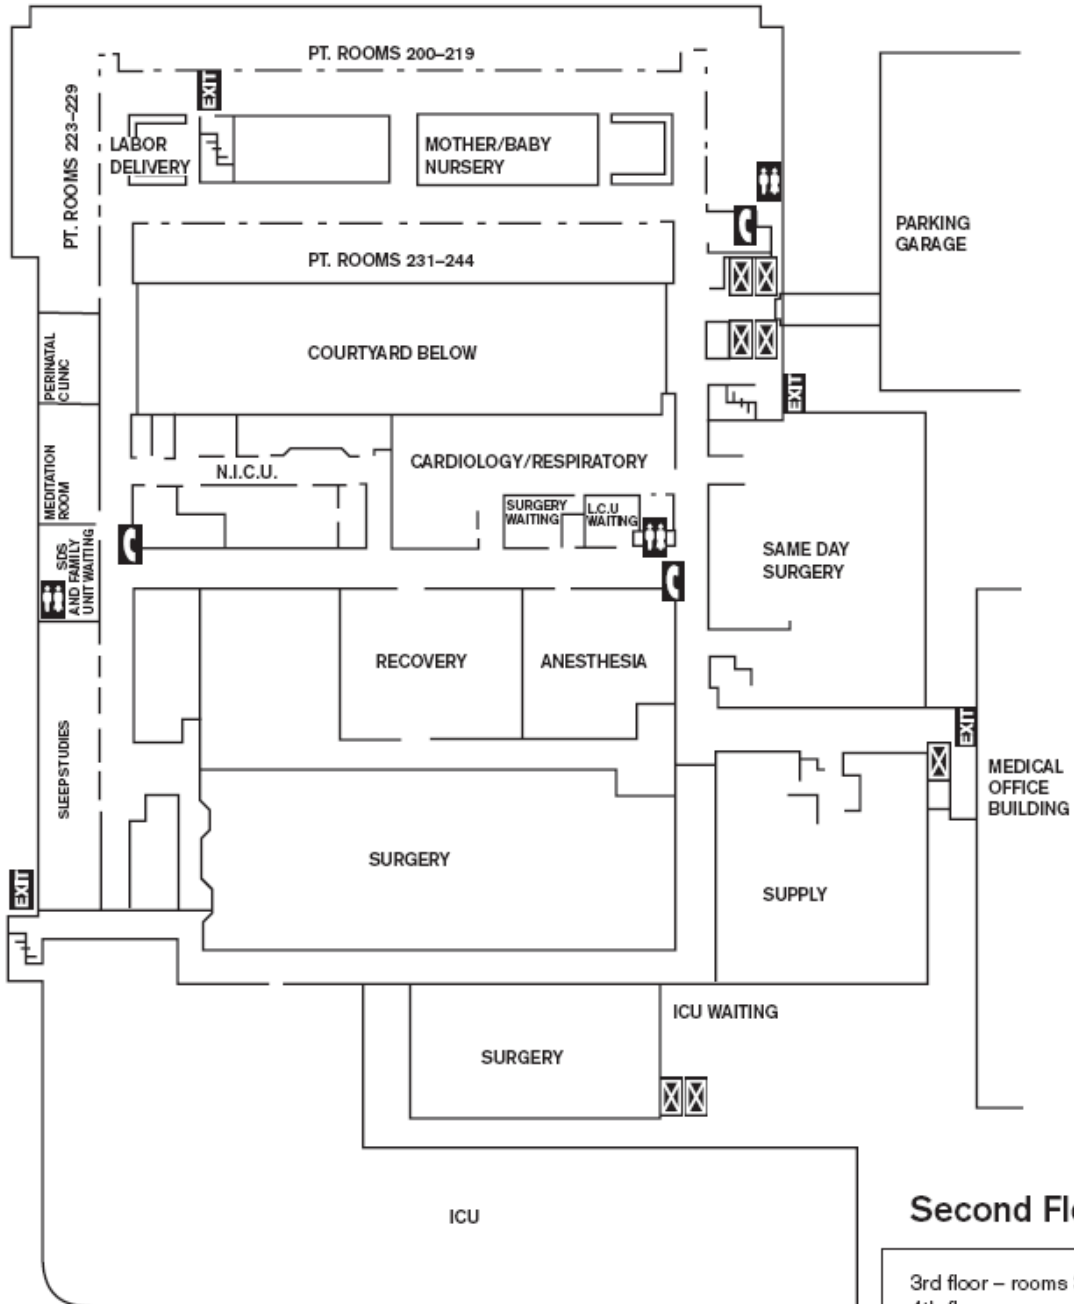 PT. ROOMS 200–219
EXIT
PT. ROOMS 223–229
LABOR
DELIVERY
MOTHER/BABY
NURSERY
PARKING
GARAGE
PT. ROOMS 231–244
COURTYARD BELOW
PERINATAL
CLINIC
EXIT
MEDITATION
ROOM
N.I.C.U.
CARDIOLOGY/RESPIRATORY
SURGERY
WAITING
L.C.U
WAITING
SDS
AND FAMILY
UNIT WAITING
SAME DAY
SURGERY
RECOVERY
ANESTHESIA
SLEEPSTUDIES
EXIT
MEDICAL
OFFICE
BUILDING
SURGERY
EXIT
SUPPLY
ICU WAITING
SURGERY
ICU
Second
3rd floor – rooms